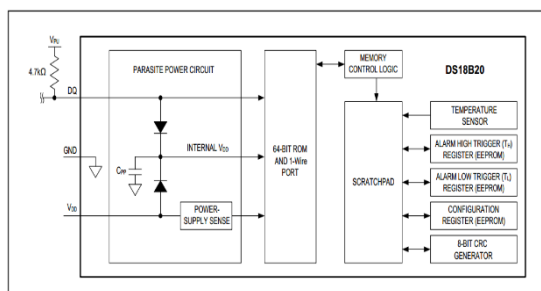 VPU
4.7kΩ
DQ
GND
VDD
PARASITE POWER CIRCUIT
INTERNAL VDD
CPP
POWER-
SUPPLY SENSE
64-BIT ROM
AND 1-Wire
PORT
MEMORY
CONTROL LOGIC
SCRATCHPAD
DS18B20
TEMPERATURE
SENSOR
ALARM HIGH TRIGGER (TH)
REGISTER (EEPROM)
ALARM LOW TRIGGER (TL)
REGISTER (EEPROM)
CONFIGURATION
REGISTER (EEPROM)
8-BIT CRC
GENERATOR